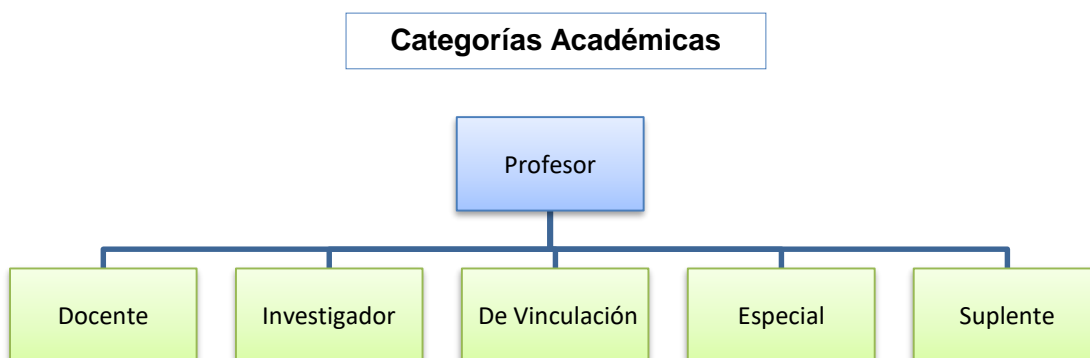 Categorías Académicas
Profesor
Docente
Investigador
De Vinculación
Especial
Suplente